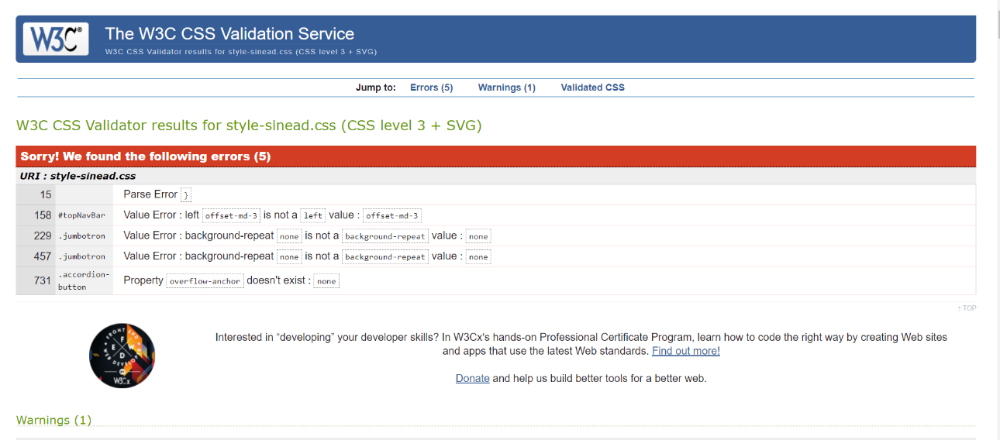 W3C®
The W3C CSS Validation Service
W3C CSS Validator results for style-sinead.css (CSS level 3 + SVG)
Jump to: Errors (5) Warnings (1) Validated CSS
W3C CSS Validator results for style-sinead.css (CSS level 3 + SVG)
Sorry! We found the following errors (5)
URI : style-sinead.css
15 Parse Error }
158 #topNavBar Value Error : left offset-md-3 is not a left value : offset-md-3
229 .jumbotron Value Error : background-repeat none is not a background-repeat value : none
457 .jumbotron Value Error : background-repeat none is not a background-repeat value : none
731 .accordion-button Property overflow-anchor doesn't exist : none
↑ TOP
FRONT END
F
E W
D
WEB DEVELOPER
W3Cx
Interested in “developing” your developer skills? In W3Cx's hands-on Professional Certificate Program, learn how to code the right way by creating Web sites
and apps that use the latest Web standards. Find out more!
Donate and help us build better tools for a better web.
Warnings (1)